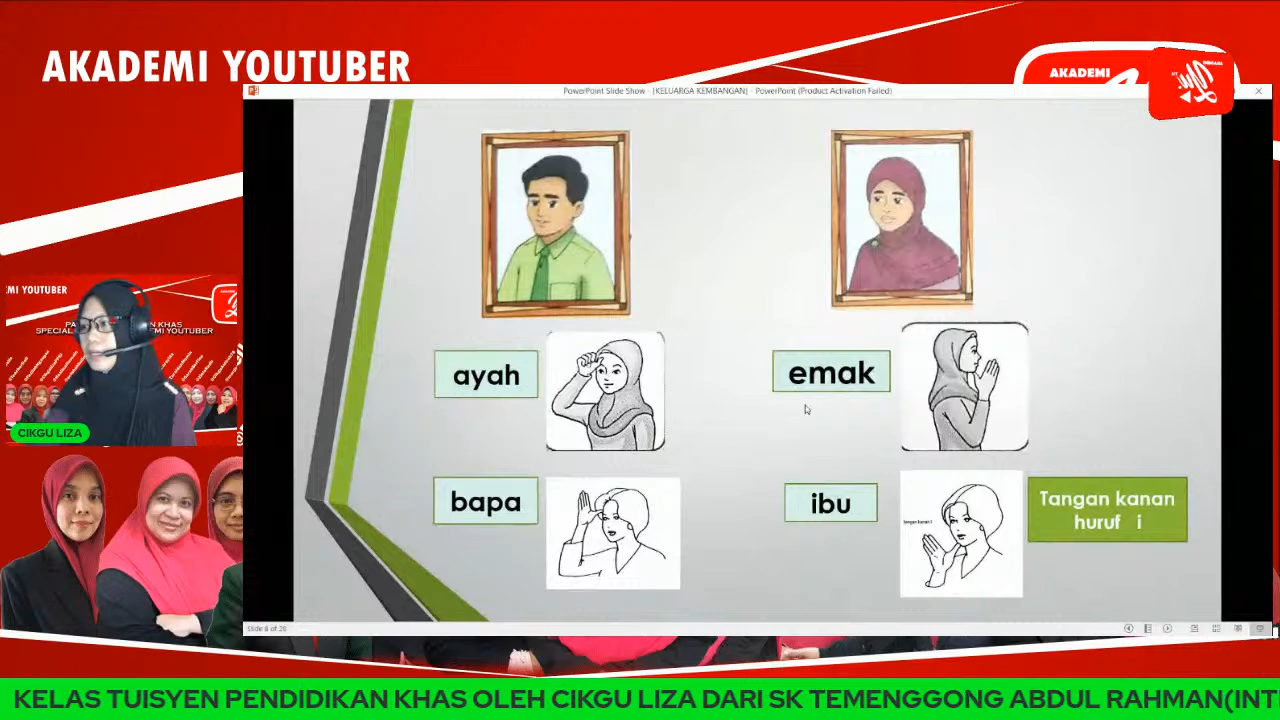 AKADEMI YOUTUBER
AKADEMI
PowerPoint Slide Show - [KELUARGA KEMBANGAN] - PowerPoint (Product Activation Failed)
ayah
emak
bapa
ibu
tangan kanan i
Tangan kanan
huruf i
Slide 8 of 26
CIKGU LIZA
KELAS TUISYEN PENDiDIKAN KHAS OLEH CIKGU LIZA DARI SK TEMENGGONG ABDUL RAHMAN(INT